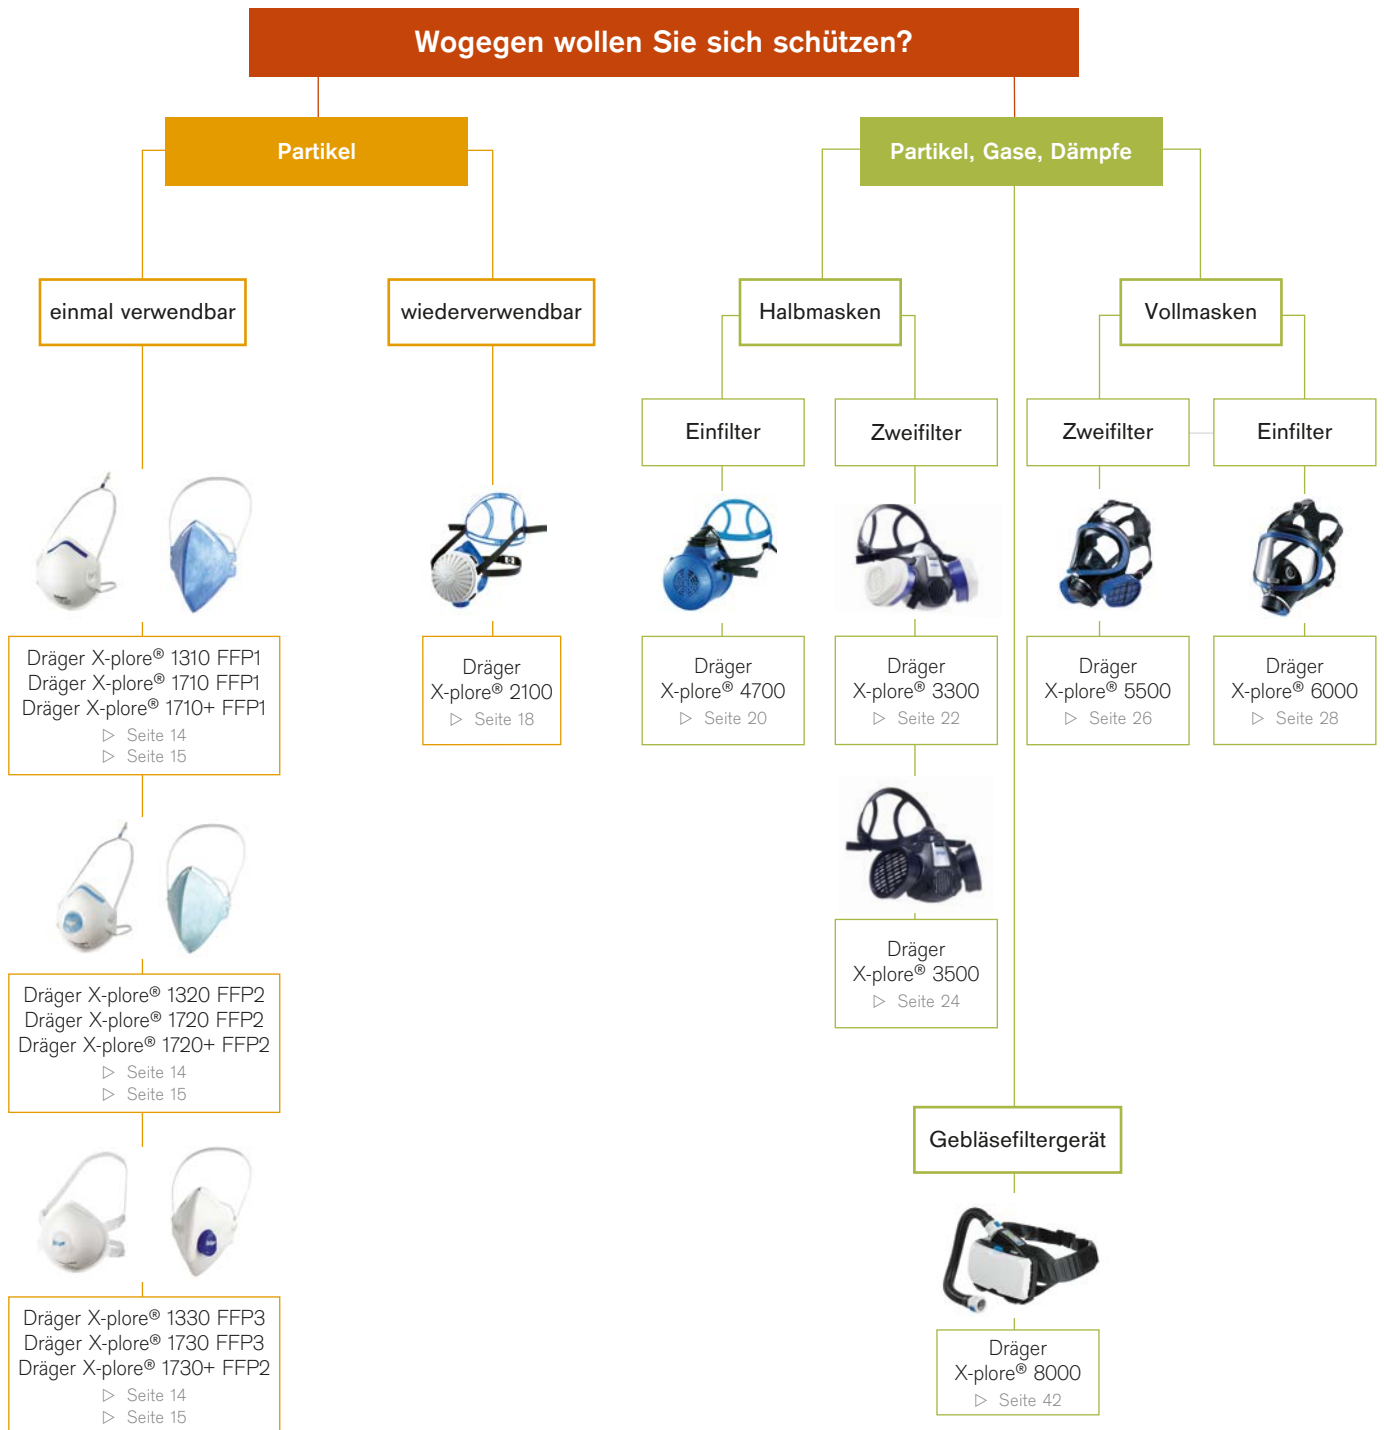 Wogegen wollen Sie sich schützen?
Partikel
Partikel, Gase, Dämpfe
einmal verwendbar
wiederverwendbar
Halbmasken
Vollmasken
Einfilter
Zweifilter
Zweifilter
Einfilter
Dräger X-plore® 1310 FFP1
Dräger X-plore® 1710 FFP1
Dräger X-plore® 1710+ FFP1
▷ Seite 14
▷ Seite 15
Dräger
X-plore® 2100
▷ Seite 18
Dräger
X-plore® 4700
▷ Seite 20
Dräger
X-plore® 3300
▷ Seite 22
Dräger
X-plore® 5500
▷ Seite 26
Dräger
X-plore® 6000
▷ Seite 28
Dräger
X-plore® 3500
▷ Seite 24
Dräger X-plore® 1320 FFP2
Dräger X-plore® 1720 FFP2
Dräger X-plore® 1720+ FFP2
▷ Seite 14
▷ Seite 15
Gebläsefiltergerät
Dräger X-plore® 1330 FFP3
Dräger X-plore® 1730 FFP3
Dräger X-plore® 1730+ FFP2
▷ Seite 14
▷ Seite 15
Dräger
X-plore® 8000
▷ Seite 42